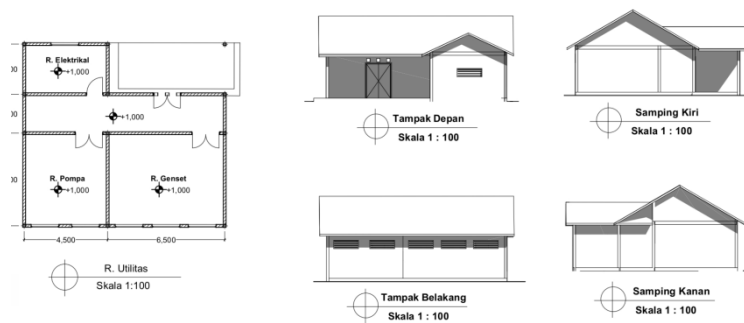 R. Elektrikal
+1,000
+1,000
R. Pompa
+1,000
R. Genset
+1,000
4,500
6,500
R. Utilitas
Skala 1:100
Tampak Depan
Skala 1 : 100
Samping Kiri
Skala 1 : 100
Tampak Belakang
Skala 1 : 100
Samping Kanan
Skala 1 : 100